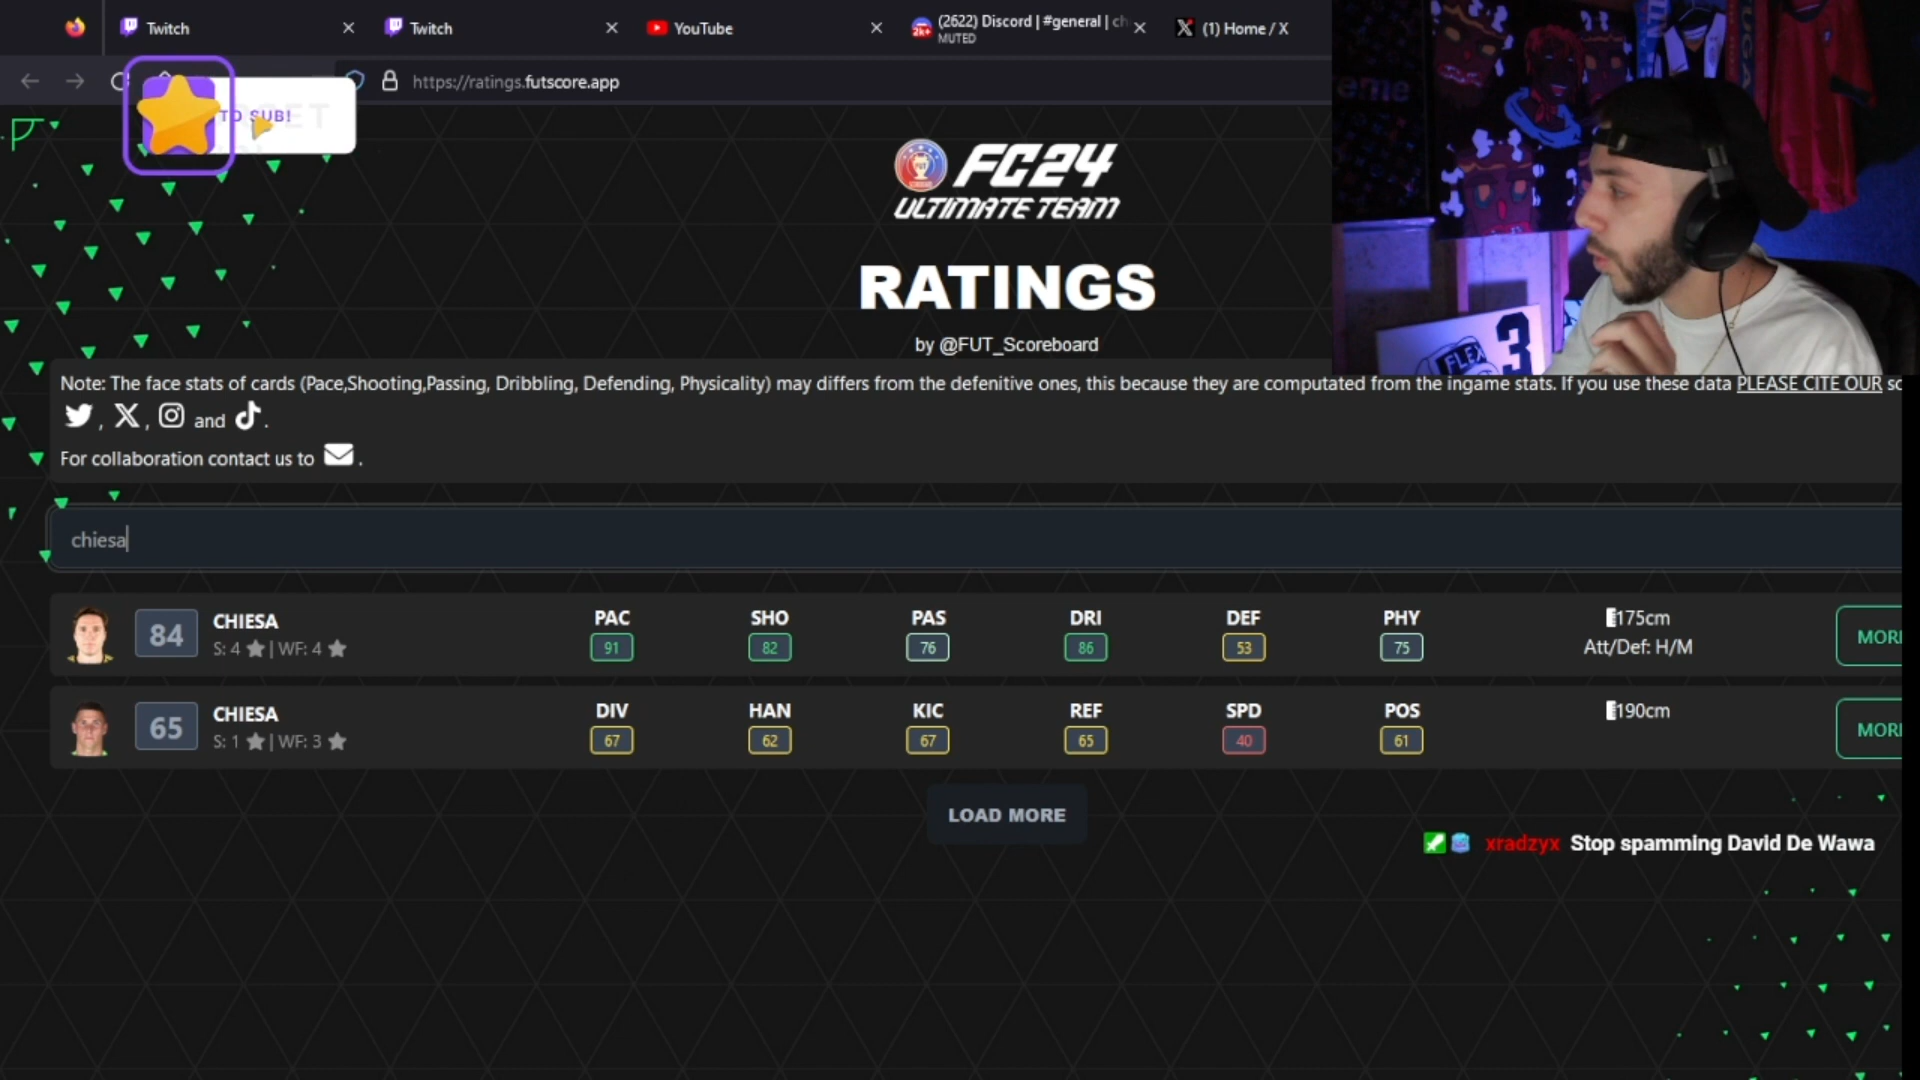 Twitch
Twitch
YouTube
(2622) Discord | #general | ch
MUTED
(1) Home / X
https://ratings.futscore.app
TO SUB!
FC24
ULTIMATE TEAM
RATINGS
by @FUT_Scoreboard
Note: The face stats of cards (Pace,Shooting,Passing, Dribbling, Defending, Physicality) may differs from the defenitive ones, this because they are computated from the ingame stats. If you use these data PLEASE CITE OUR sc
, , and .
For collaboration contact us to .
chiesa
84 CHIESA PAC SHO PAS DRI DEF PHY 175cm
S: 4 | WF: 4 91 82 76 86 53 75 Att/Def: H/M
MORE
65 CHIESA DIV HAN KIC REF SPD POS 190cm
S: 1 | WF: 3 67 62 67 65 40 61
MORE
LOAD MORE
xradzyx Stop spamming David De Wawa
FLEX
3